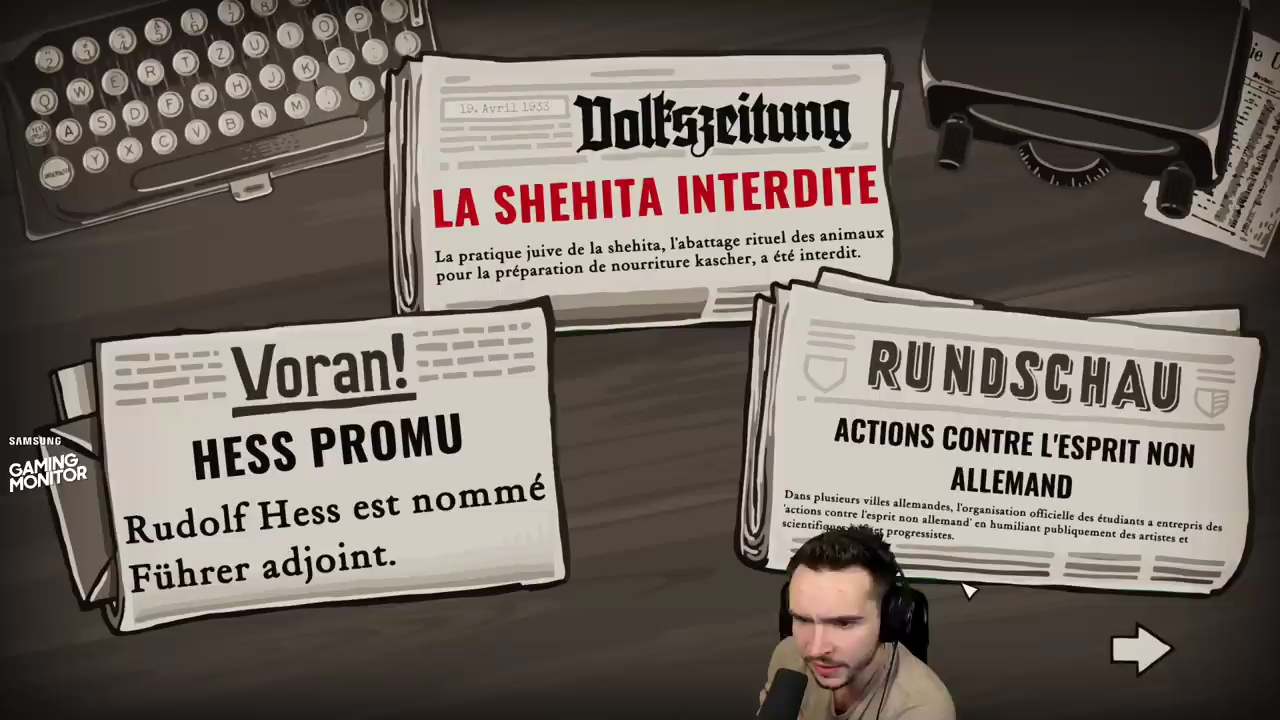 19. Avril 1933
Volkszeitung
LA SHEHITA INTERDITE
La pratique juive de la shehita, l'abattage rituel des animaux
pour la préparation de nourriture kascher, a été interdit.
Voran!
HESS PROMU
Rudolf Hess est nommé
Führer adjoint.
RUNDSCHAU
ACTIONS CONTRE L'ESPRIT NON
ALLEMAND
Dans plusieurs villes allemandes, l'organisation officielle des étudiants a entrepris des
'actions contre l'esprit non allemand' en humiliant publiquement des artistes et
progressistes.
SAMSUNG
GAMING
MONITOR
Q W E R T Z U I O P
A S D F G H J K L
Y X C V B N M